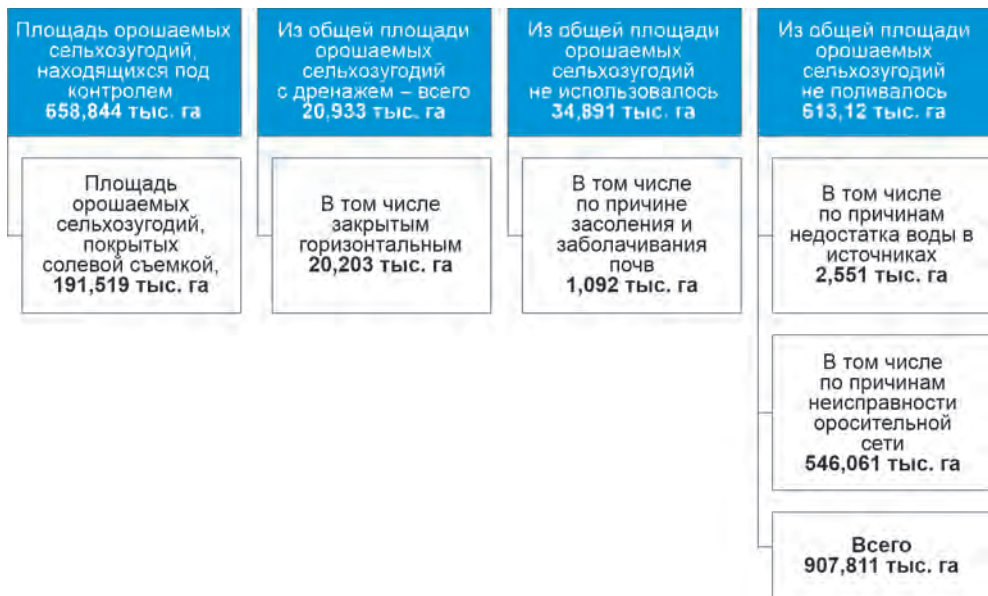 Площадь орошаемых
сельхозугодий,
находящихся под
контролем
658,844 тыс. га
Площадь
орошаемых
сельхозугодий,
покрытых
солевой съемкой,
191,519 тыс. га
Из общей площади
орошаемых
сельхозугодий
с дренажем – всего
20,933 тыс. га
В том числе
закрытым
горизонтальным
20,203 тыс. га
Из общей площади
орошаемых
сельхозугодий
не использовалось
34,891 тыс. га
В том числе
по причине
засоления и
заболачивания
почв
1,092 тыс. га
Из общей площади
орошаемых
сельхозугодий
не поливалось
613,12 тыс. га
В том числе
по причинам
недостатка воды в
источниках
2,551 тыс. га
В том числе
по причинам
неисправности
оросительной
сети
546,061 тыс. га
Всего
907,811 тыс. га